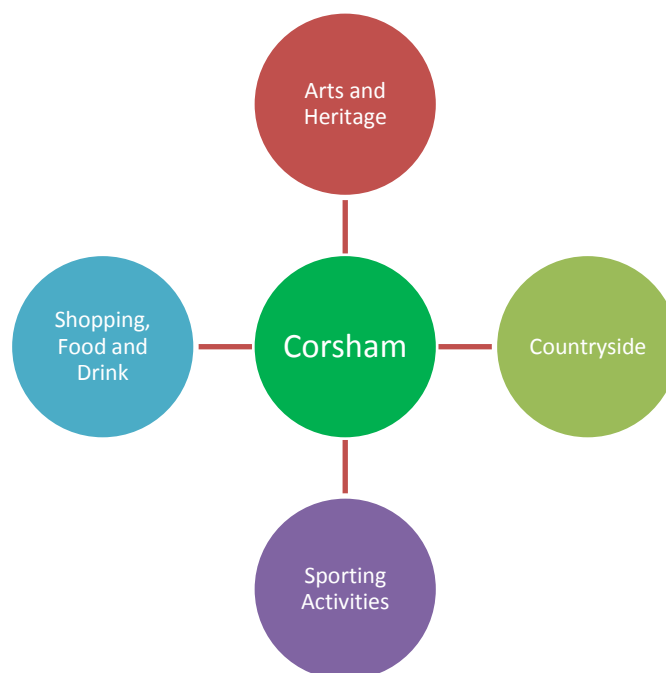 Arts and
Heritage
Shopping,
Food and
Drink
Corsham
Countryside
Sporting
Activities